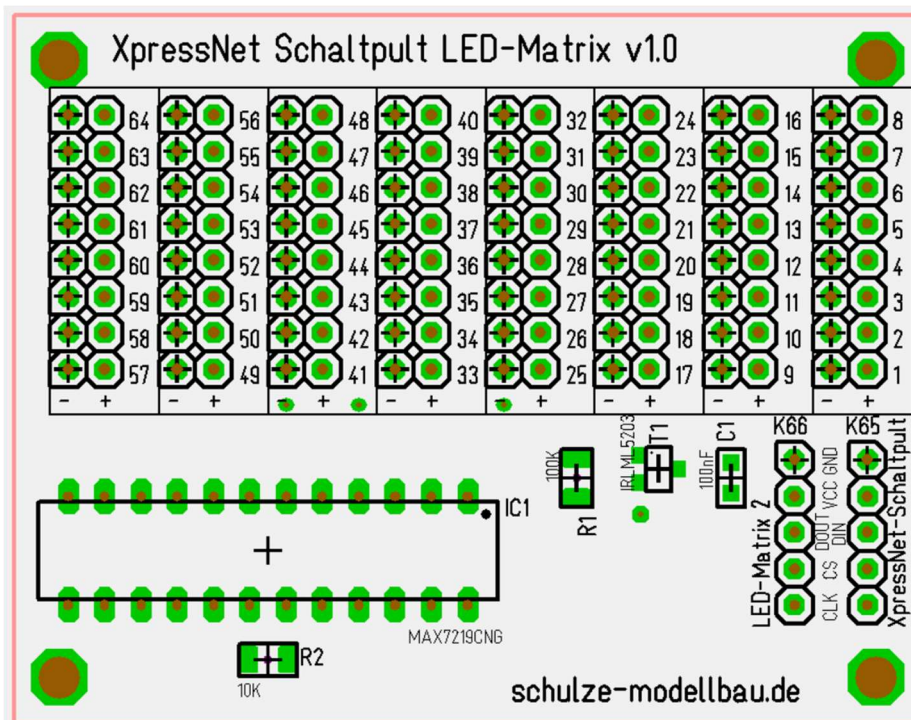 XpressNet Schaltpult LED-Matrix v1.0
64 56 48 40 32 24 16 8
63 55 47 39 31 23 15 7
62 54 46 38 30 22 14 6
61 53 45 37 29 21 13 5
60 52 44 36 28 20 12 4
59 51 43 35 27 19 11 3
58 50 42 34 26 18 10 2
57 49 41 33 25 17 9 1
- + - + - + - + - + - + - + - +
K66 K65
100K
R1
IRLML5203
T1
C1
100nF
GND
VCC
DOUT
DIN
CS
CLK
LED-Matrix 2
XpressNet-Schaltpult
IC1
MAX7219CNG
R2
10K
schulze-modellbau.de